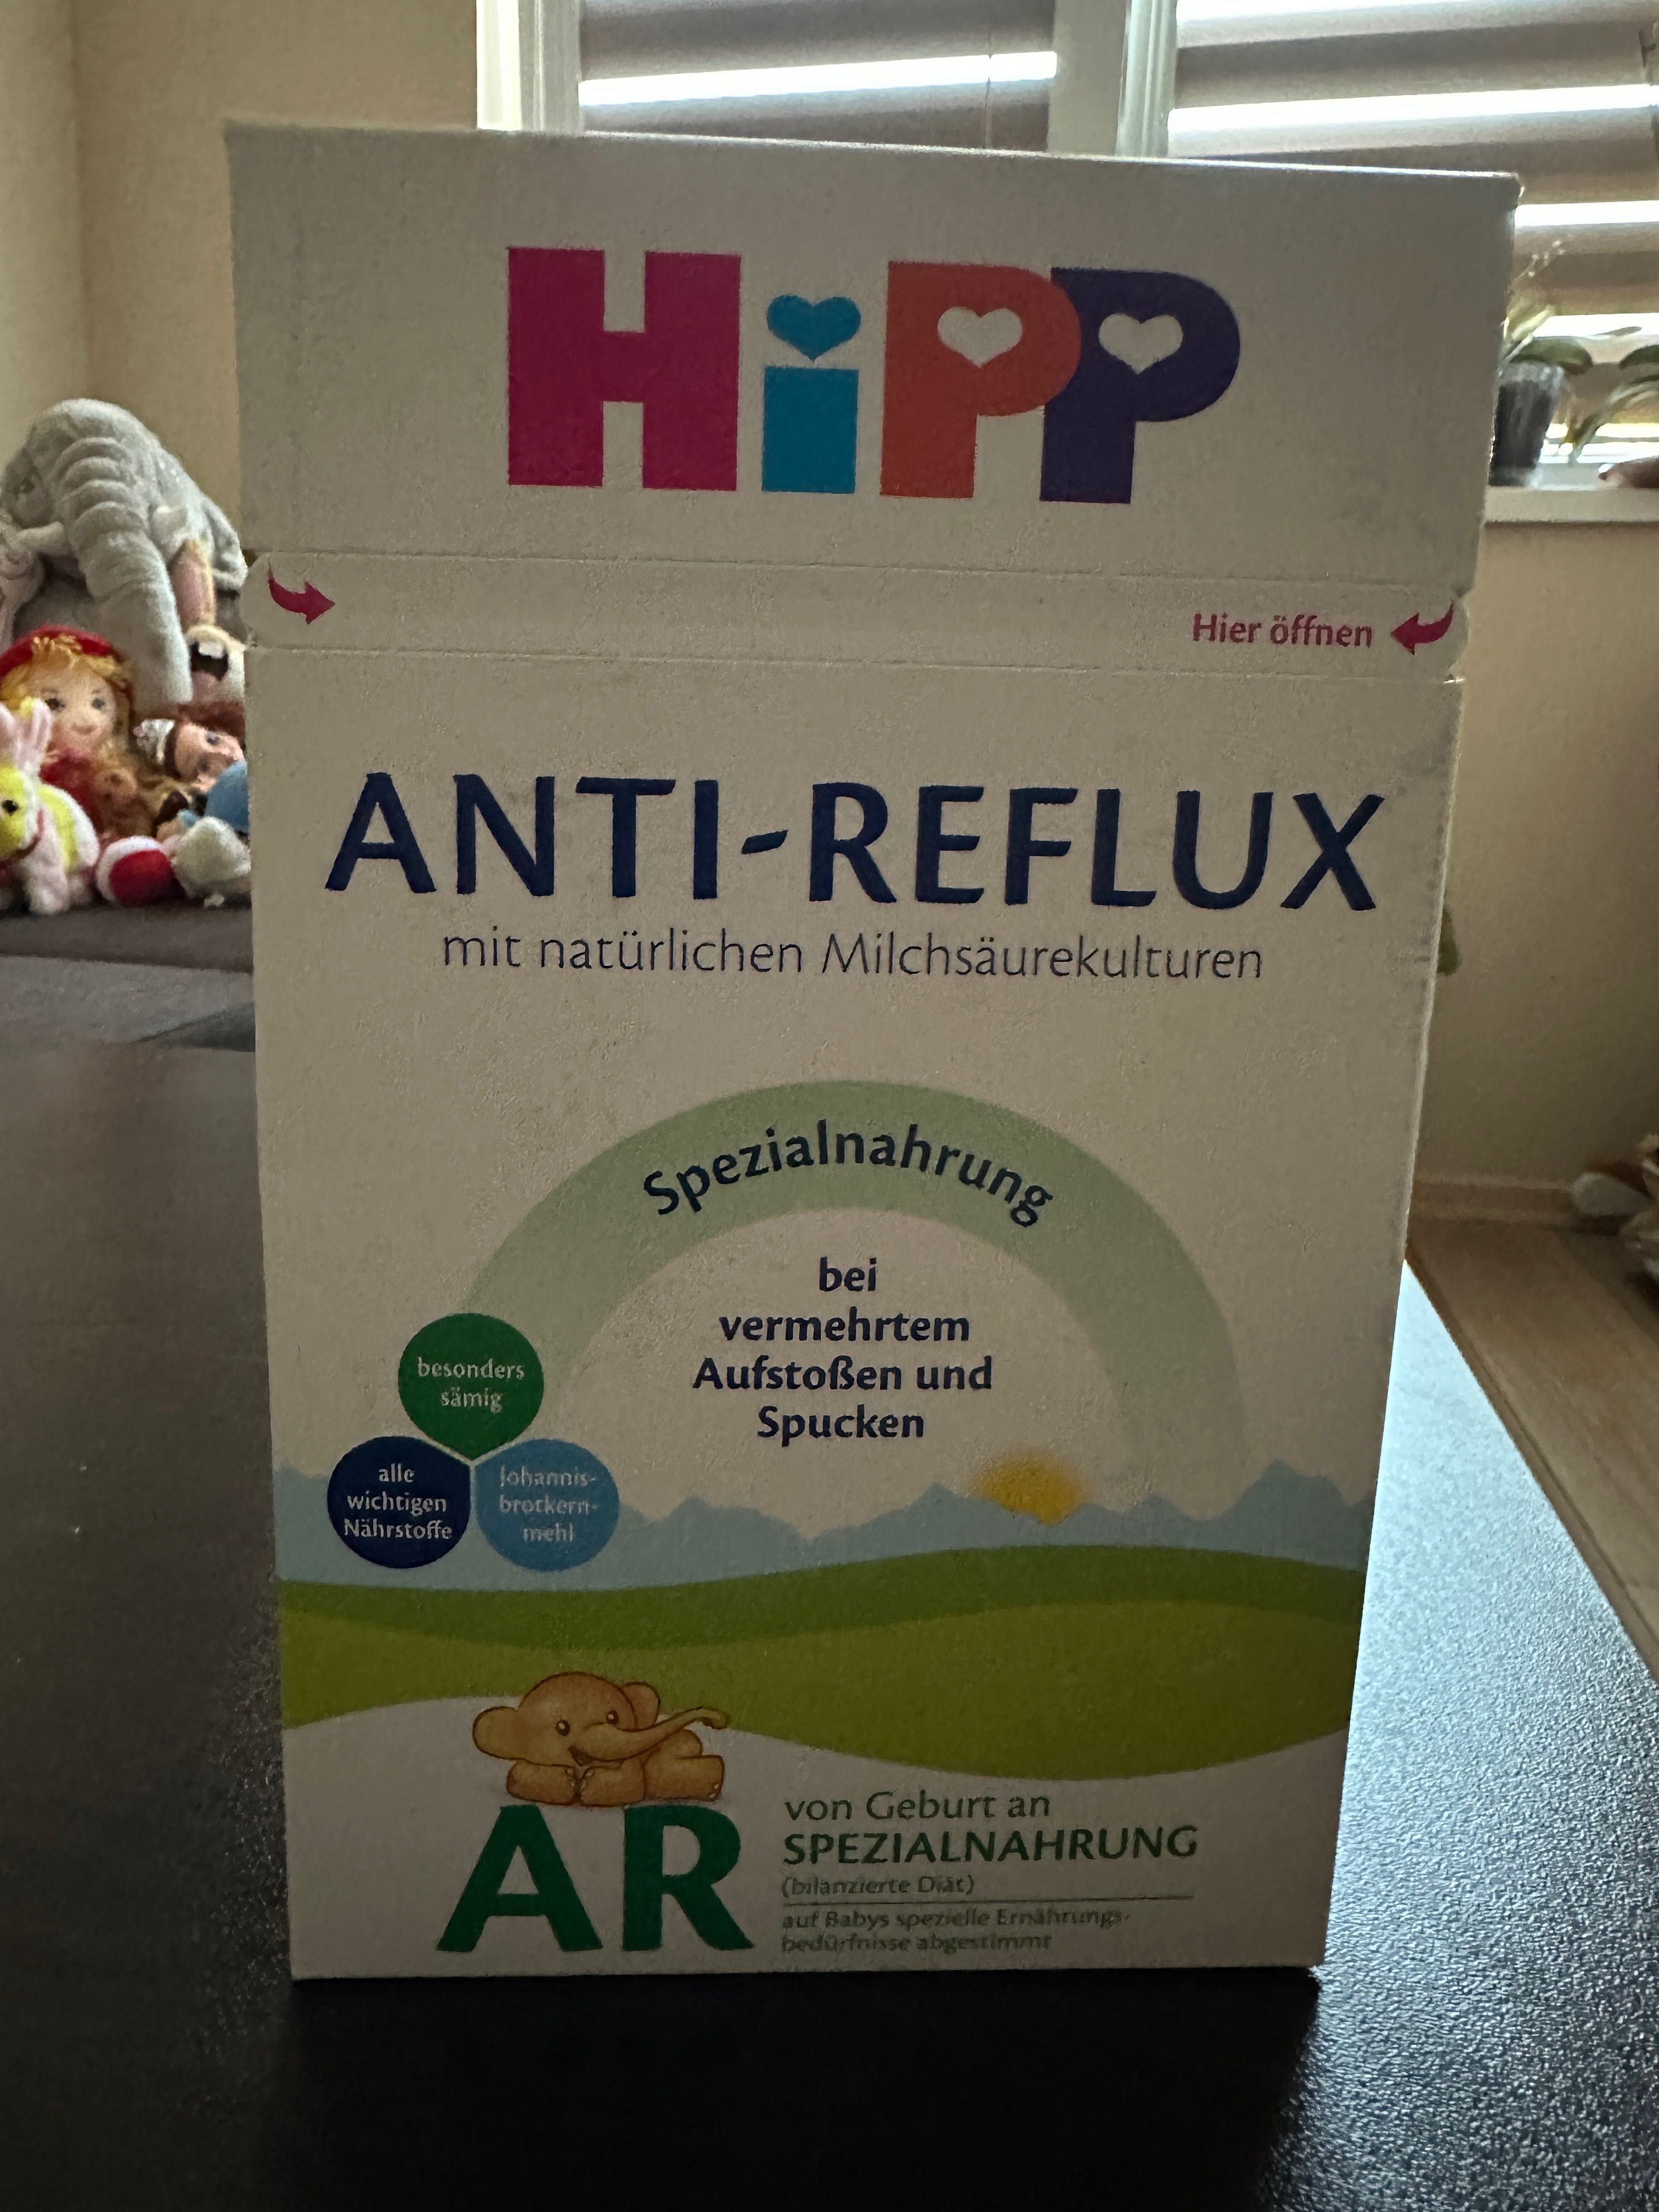 HiPP
Hier öffnen
ANTI-REFLUX
mit natürlichen Milchsäurekulturen
Spezialnahrung
bei
vermehrtem
Aufstoßen und
Spucken
besonders
sämig
alle
wichtigen
Nährstoffe
Johannis-
brotkern-
mehl
AR
von Geburt an
SPEZIALNAHRUNG
(bilanzierte Diät)
auf Babys spezielle Ernährungs-
bedürfnisse abgestimmt